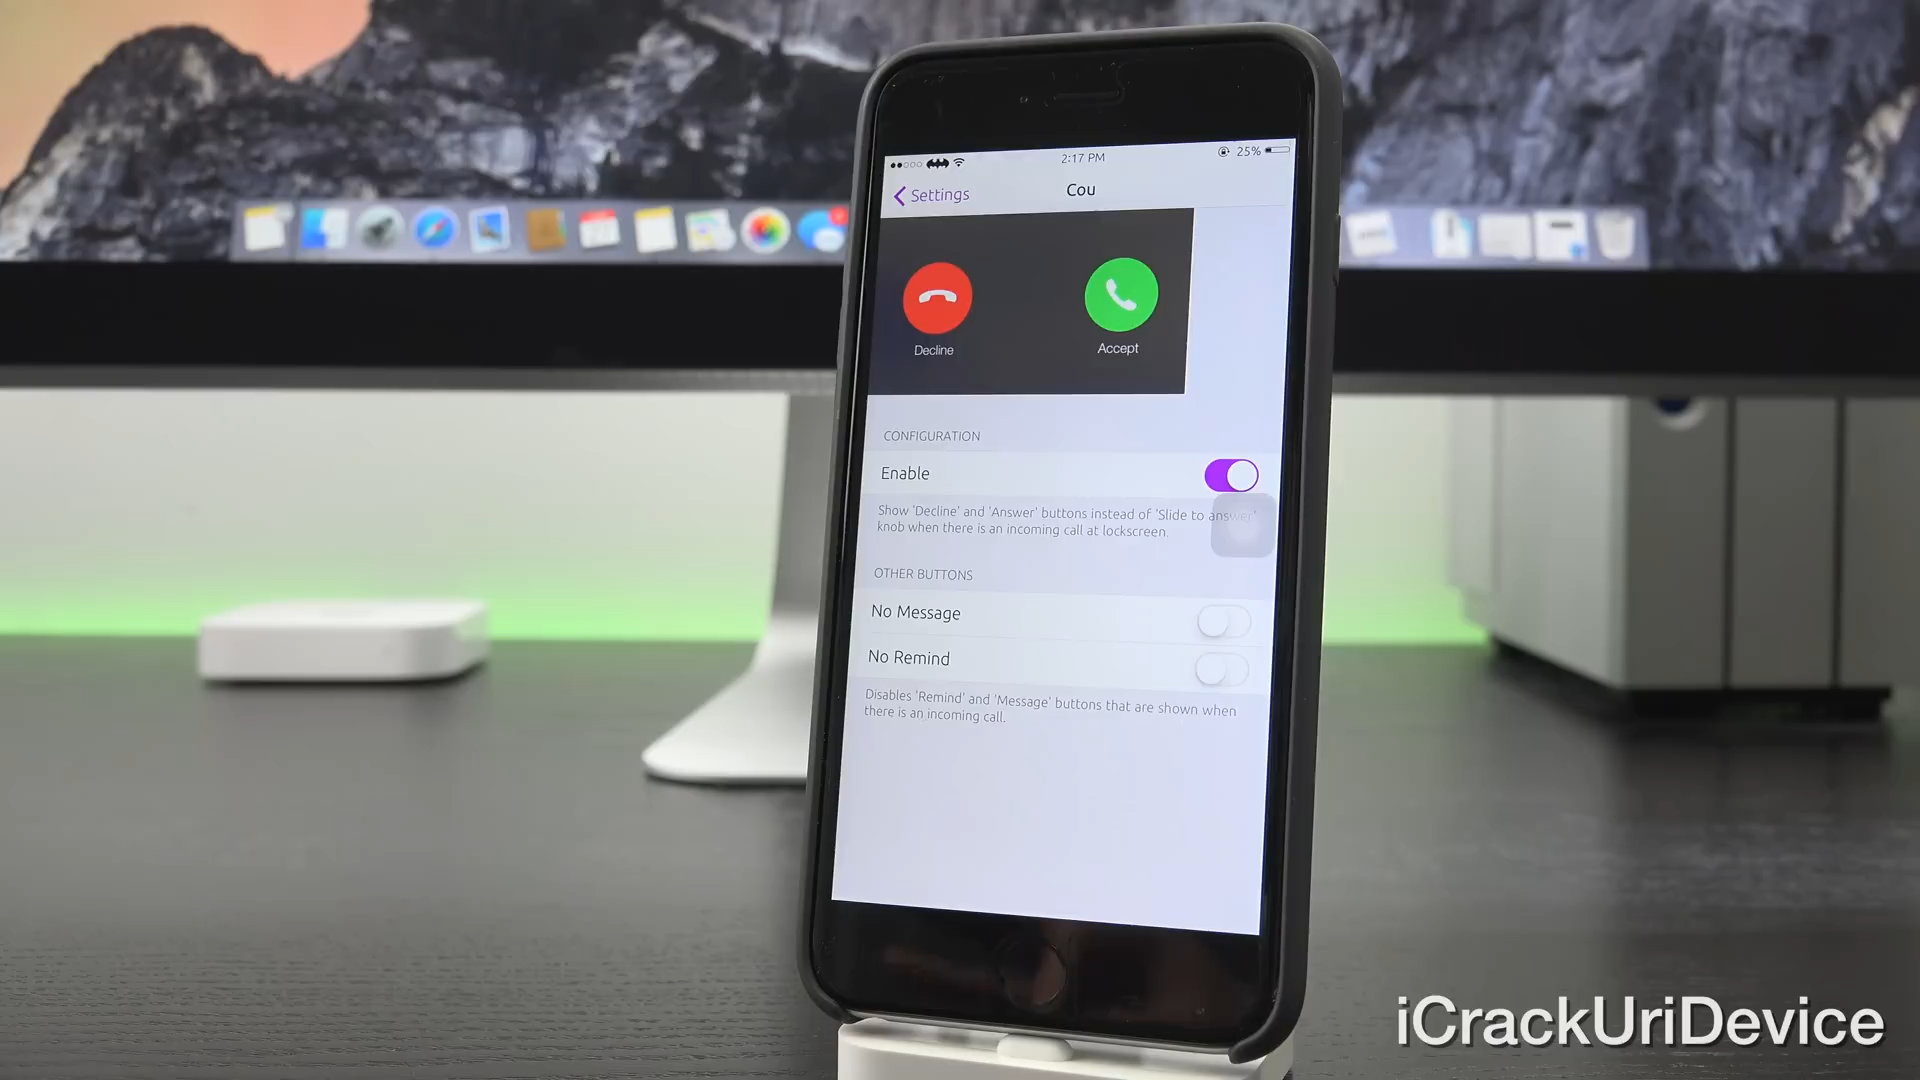 2:17 PM
25%
Settings
Cou
Decline
Accept
CONFIGURATION
Enable
Show 'Decline' and 'Answer' buttons instead of 'Slide to answer'
knob when there is an incoming call at lockscreen.
OTHER BUTTONS
No Message
No Remind
Disables 'Remind' and 'Message' buttons that are shown when
there is an incoming call.
iCrackUriDevice